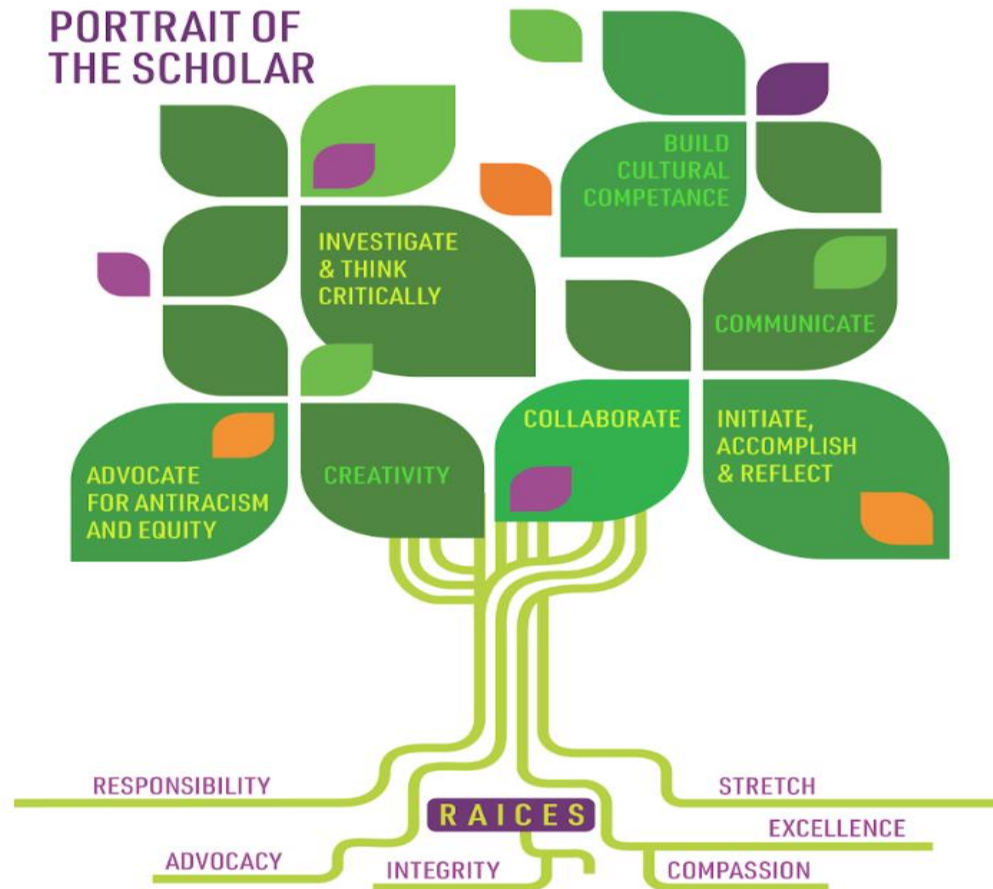 PORTRAIT OF
THE SCHOLAR
BUILD
CULTURAL
COMPETANCE
INVESTIGATE
& THINK
CRITICALLY
COMMUNICATE
COLLABORATE
INITIATE,
ACCOMPLISH
& REFLECT
ADVOCATE
FOR ANTIRACISM
AND EQUITY
CREATIVITY
RESPONSIBILITY
STRETCH
RAICES
EXCELLENCE
ADVOCACY
INTEGRITY
COMPASSION